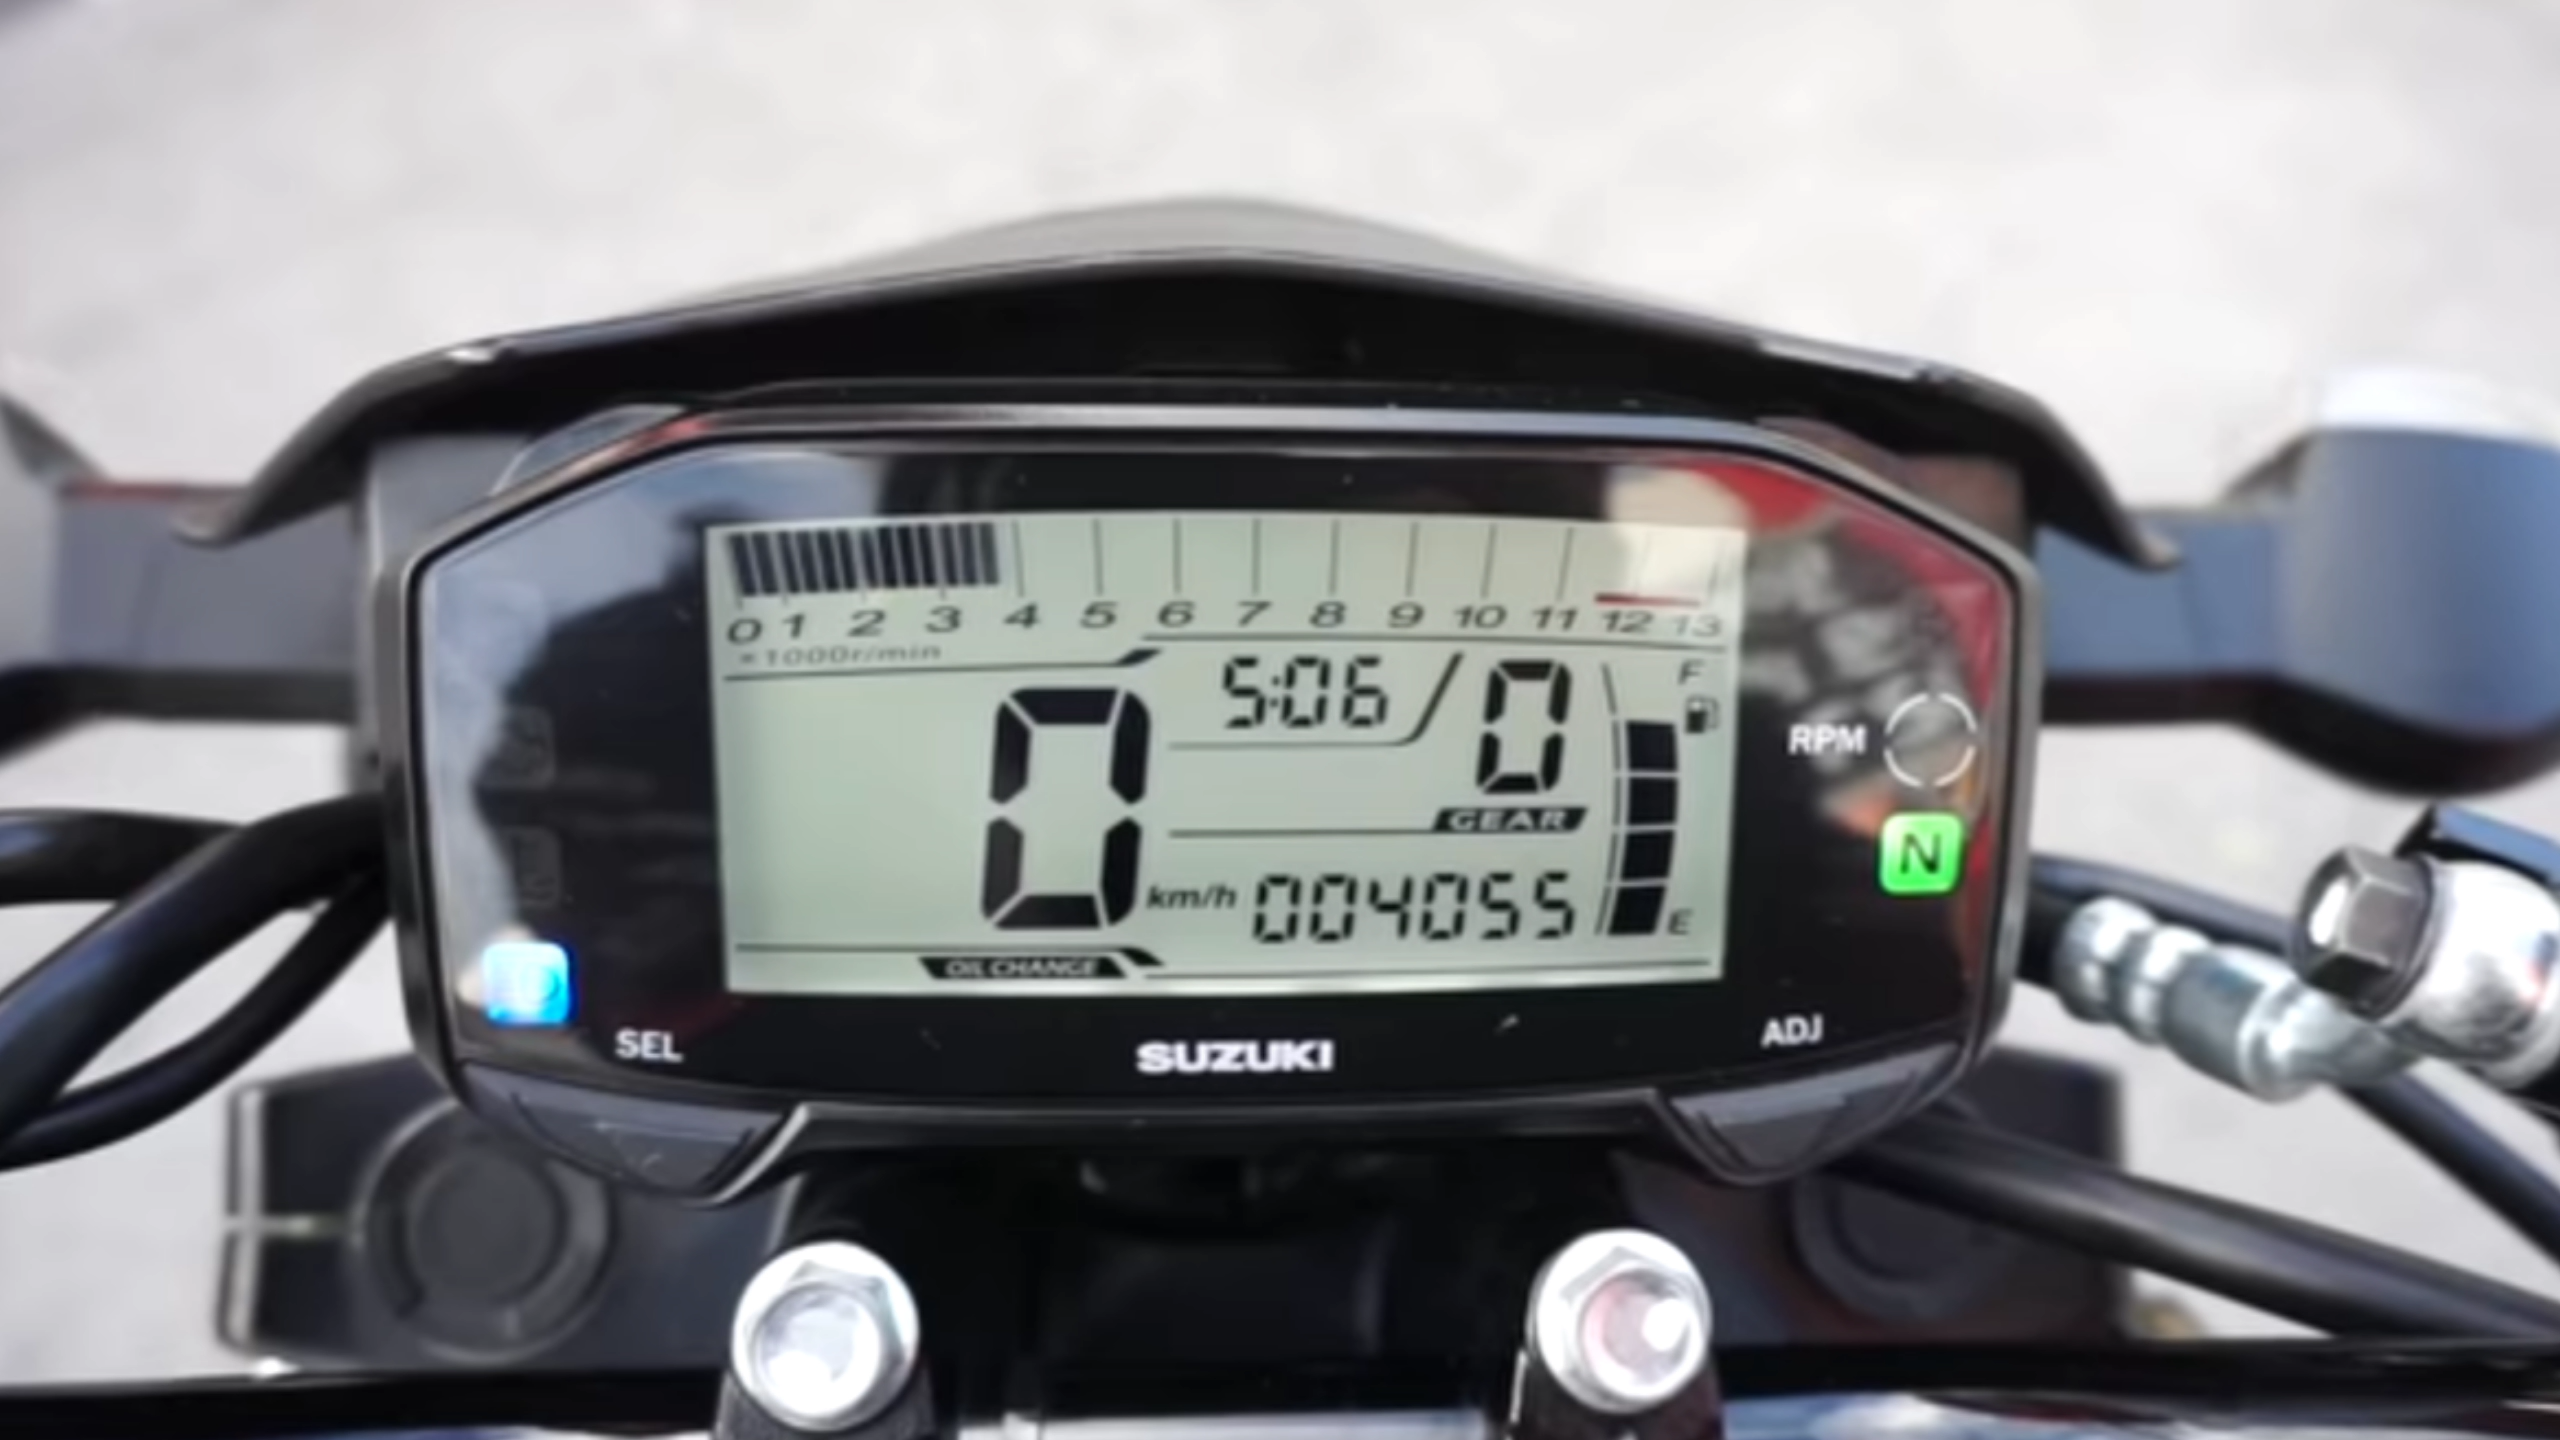 0 1 2 3 4 5 6 7 8 9 10 11 12 13
×1000r/min
5:06 0
F
GEAR
RPM
N
0 km/h 004055
E
OIL CHANGE
SEL
SUZUKI
ADJ